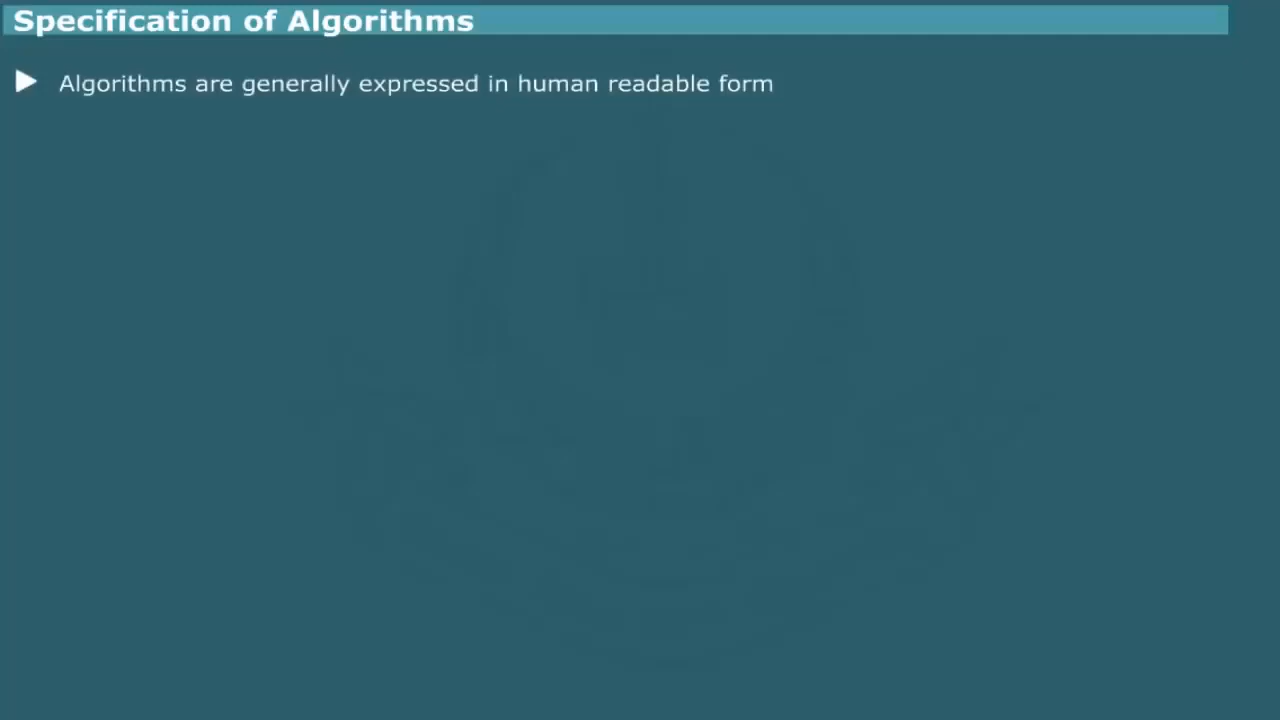 Specification of Algorithms
Algorithms are generally expressed in human readable form